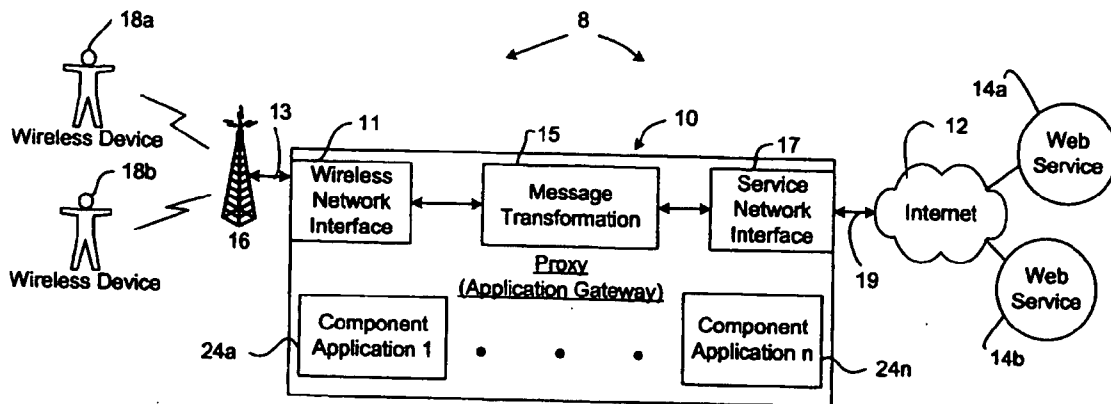 18a
8
Wireless Device
13
11
15
10
17
12
14a
Wireless
Network
Interface
Message
Transformation
Service
Network
Interface
Internet
Web
Service
18b
16
19
Wireless Device
Proxy
(Application Gateway)
Web
Service
14b
24a
Component
Application 1
Component
Application n
24n